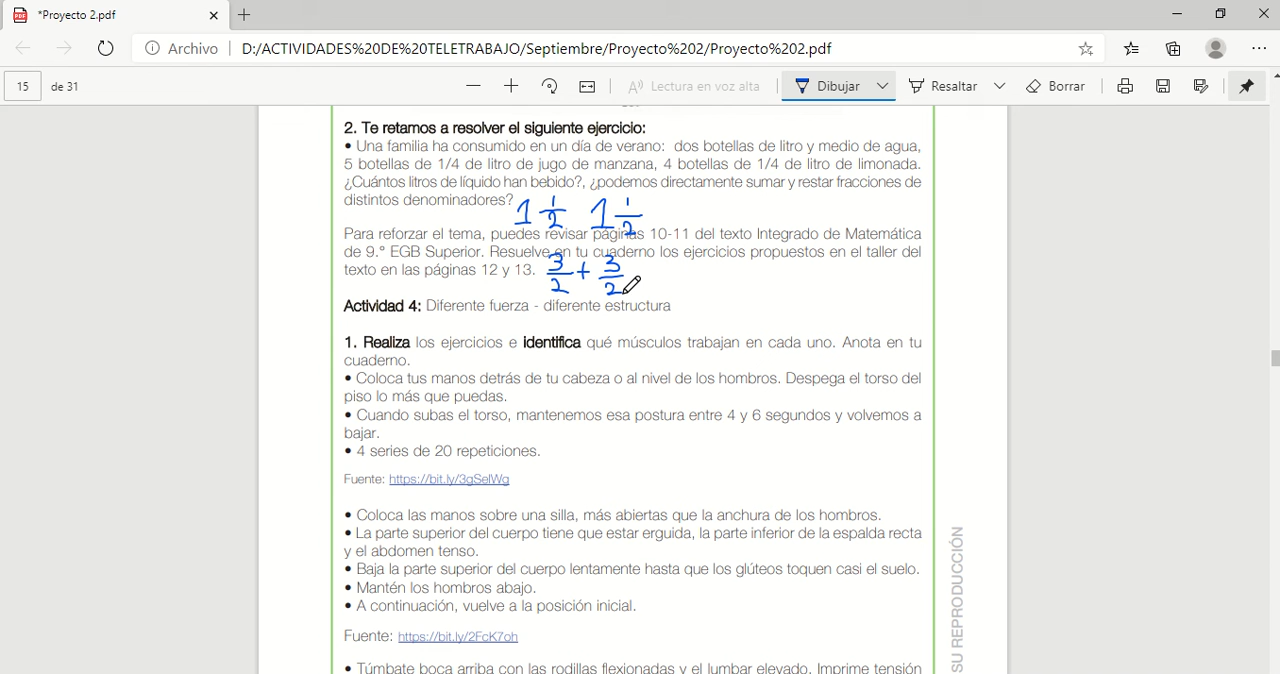 *Proyecto 2.pdf
Archivo D:/ACTIVIDADES%20DE%20TELETRABAJO/Septiembre/Proyecto%202/Proyecto%202.pdf
15 de 31 Lectura en voz alta Dibujar Resaltar Borrar
2. Te retamos a resolver el siguiente ejercicio:
• Una familia ha consumido en un día de verano: dos botellas de litro y medio de agua,
5 botellas de 1/4 de litro de jugo de manzana, 4 botellas de 1/4 de litro de limonada.
¿Cuántos litros de líquido han bebido?, ¿podemos directamente sumar y restar fracciones de
distintos denominadores?
1 1/2 1 1/2
Para reforzar el tema, puedes revisar páginas 10-11 del texto Integrado de Matemática
de 9.° EGB Superior. Resuelve en tu cuaderno los ejercicios propuestos en el taller del
texto en las páginas 12 y 13.
3/2 + 3/2
Actividad 4: Diferente fuerza - diferente estructura
1. Realiza los ejercicios e identifica qué músculos trabajan en cada uno. Anota en tu
cuaderno.
• Coloca tus manos detrás de tu cabeza o al nivel de los hombros. Despega el torso del
piso lo más que puedas.
• Cuando subas el torso, mantenemos esa postura entre 4 y 6 segundos y volvemos a
bajar.
• 4 series de 20 repeticiones.
Fuente: https://bit.ly/3gSelWg
• Coloca las manos sobre una silla, más abiertas que la anchura de los hombros.
• La parte superior del cuerpo tiene que estar erguida, la parte inferior de la espalda recta
y el abdomen tenso.
• Baja la parte superior del cuerpo lentamente hasta que los glúteos toquen casi el suelo.
• Mantén los hombros abajo.
• A continuación, vuelve a la posición inicial.
Fuente: https://bit.ly/2FcK7oh
• Túmbate boca arriba con las rodillas flexionadas y el lumbar elevado. Imprime tensión
SU REPRODUCCIÓN